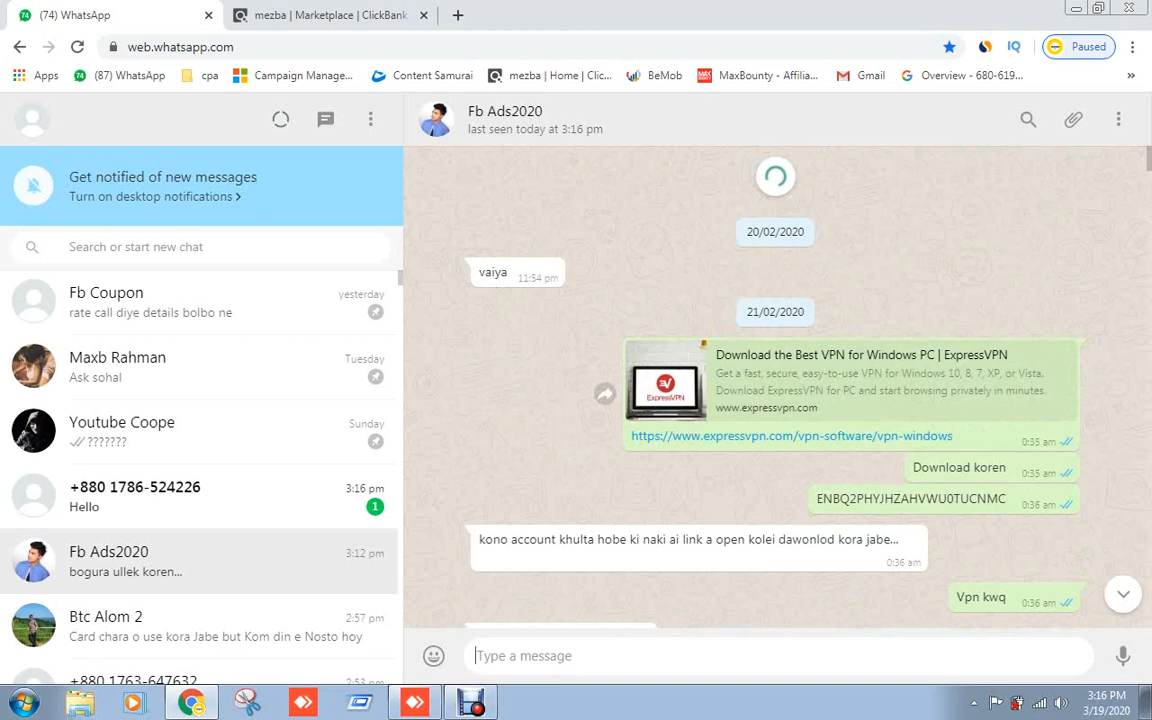 (74) WhatsApp
mezba | Marketplace | ClickBank
web.whatsapp.com
Paused
Apps
(87) WhatsApp
cpa
Campaign Manage...
Content Samurai
mezba | Home | Clic...
BeMob
MaxBounty - Affilia...
Gmail
Overview - 680-619...
Fb Ads2020
last seen today at 3:16 pm
Get notified of new messages
Turn on desktop notifications >
Search or start new chat
Fb Coupon
yesterday
rate call diye details bolbo ne
Maxb Rahman
Tuesday
Ask sohal
Youtube Coope
Sunday
???????
+880 1786-524226
3:16 pm
Hello
1
Fb Ads2020
3:12 pm
bogura ullek koren...
Btc Alom 2
2:57 pm
Card chara o use kora Jabe but Kom din e Nosto hoy
+880 1763-647632
2:53 pm
20/02/2020
vaiya
11:54 pm
21/02/2020
Download the Best VPN for Windows PC | ExpressVPN
Get a fast, secure, easy-to-use VPN for Windows 10, 8, 7, XP, or Vista.
Download ExpressVPN for PC and start browsing privately in minutes.
www.expressvpn.com
ExpressVPN
https://www.expressvpn.com/vpn-software/vpn-windows
0:35 am
Download koren
0:35 am
ENBQ2PHYJHZAHVWU0TUCNMC
0:36 am
kono account khulta hobe ki naki ai link a open kolei dawonlod kora jabe...
0:36 am
Vpn kwq
0:36 am
Type a message
3:16 PM
3/19/2020